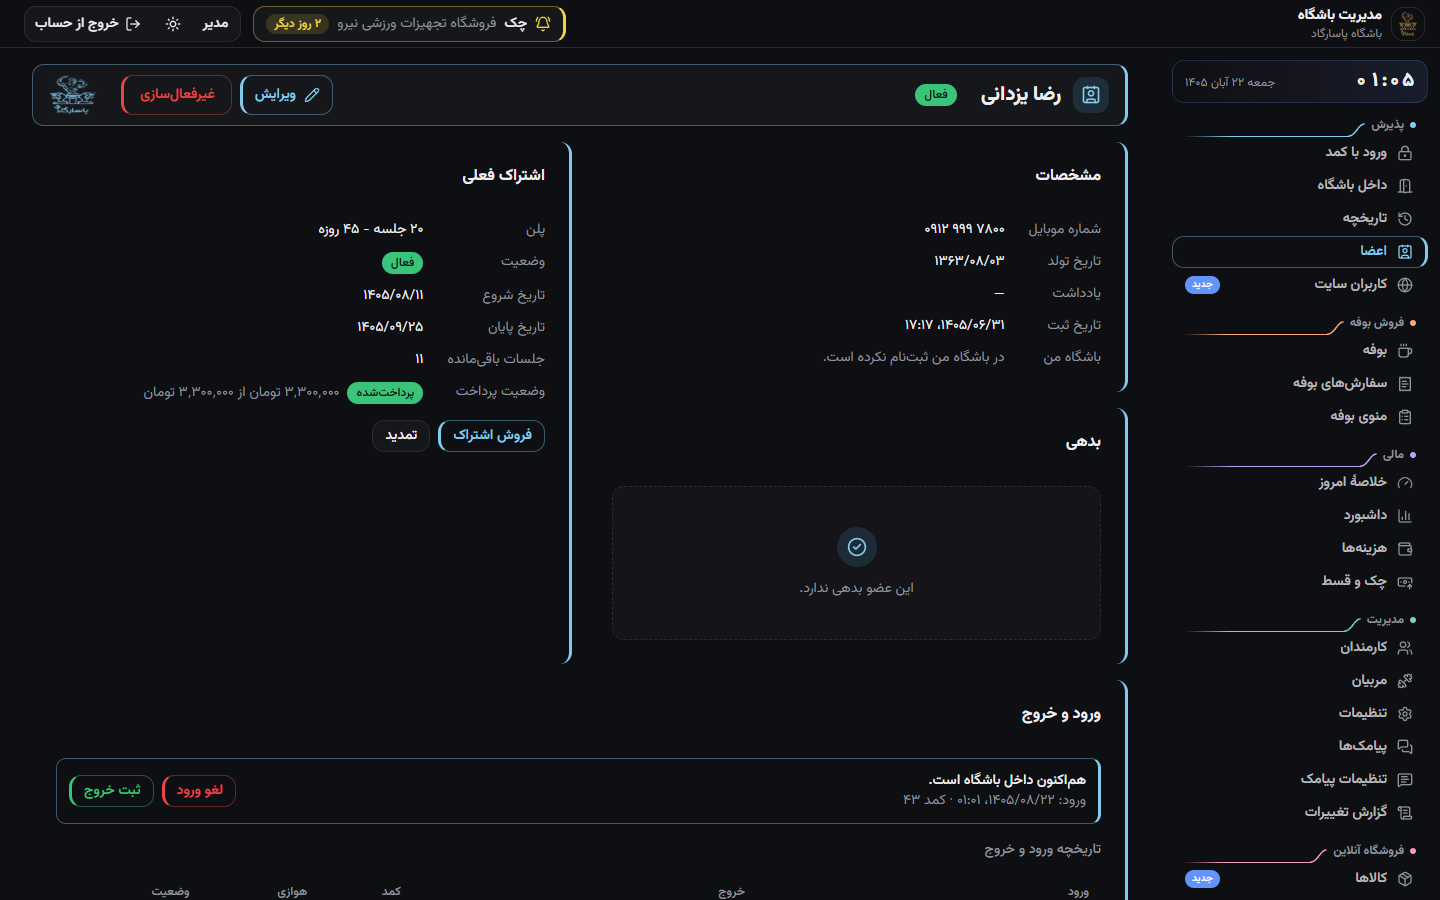 مدیریت باشگاه
باشگاه پاسارگاد
چک فروشگاه تجهیزات ورزشی نیرو ۲ روز دیگر
مدیر
خروج از حساب
۰۱:۰۵
جمعه ۲۲ آبان ۱۴۰۵
پذیرش
ورود با کمد
داخل باشگاه
تاریخچه
اعضا
کاربران سایت جدید
فروش بوفه
بوفه
سفارش‌های بوفه
منوی بوفه
مالی
خلاصهٔ امروز
داشبورد
هزینه‌ها
چک و قسط
مدیریت
کارمندان
مربیان
تنظیمات
پیامک‌ها
تنظیمات پیامک
گزارش تغییرات
فروشگاه آنلاین
کالاها جدید
رضا یزدانی فعال
ویرایش
غیرفعال‌سازی
پاسارگاد
مشخصات
شماره موبایل ۰۹۱۲ ۹۹۹ ۷۸۰۰
تاریخ تولد ۱۳۶۳/۰۸/۰۳
یادداشت —
تاریخ ثبت ۱۴۰۵/۰۶/۳۱، ۱۷:۱۷
باشگاه من در باشگاه من ثبت‌نام نکرده است.
اشتراک فعلی
پلن ۲۰ جلسه - ۴۵ روزه
وضعیت فعال
تاریخ شروع ۱۴۰۵/۰۸/۱۱
تاریخ پایان ۱۴۰۵/۰۹/۲۵
جلسات باقی‌مانده ۱۱
وضعیت پرداخت پرداخت‌شده ۳,۳۰۰,۰۰۰ تومان از ۳,۳۰۰,۰۰۰ تومان
فروش اشتراک
تمدید
بدهی
این عضو بدهی ندارد.
ورود و خروج
هم‌اکنون داخل باشگاه است.
ورود: ۱۴۰۵/۰۸/۲۲، ۰۱:۰۱ · کمد ۴۳
لغو ورود
ثبت خروج
تاریخچه ورود و خروج
ورود خروج کمد هوازی وضعیت